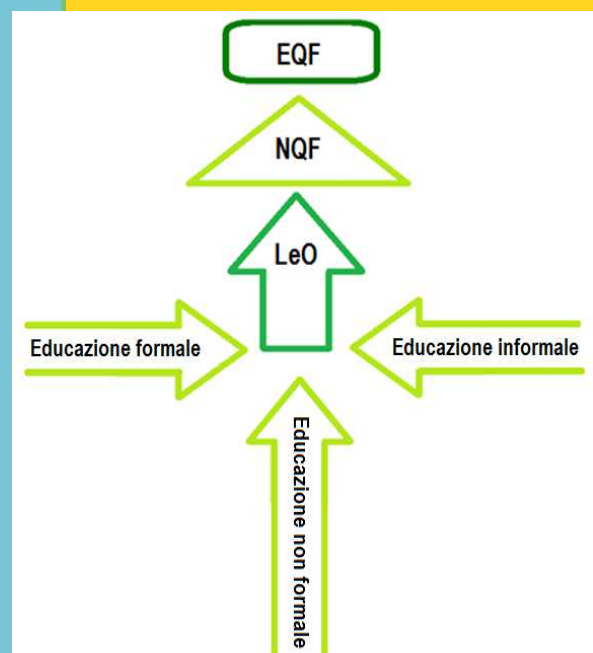 EQF
NQF
LeO
Educazione formale
Educazione informale
Educazione non formale